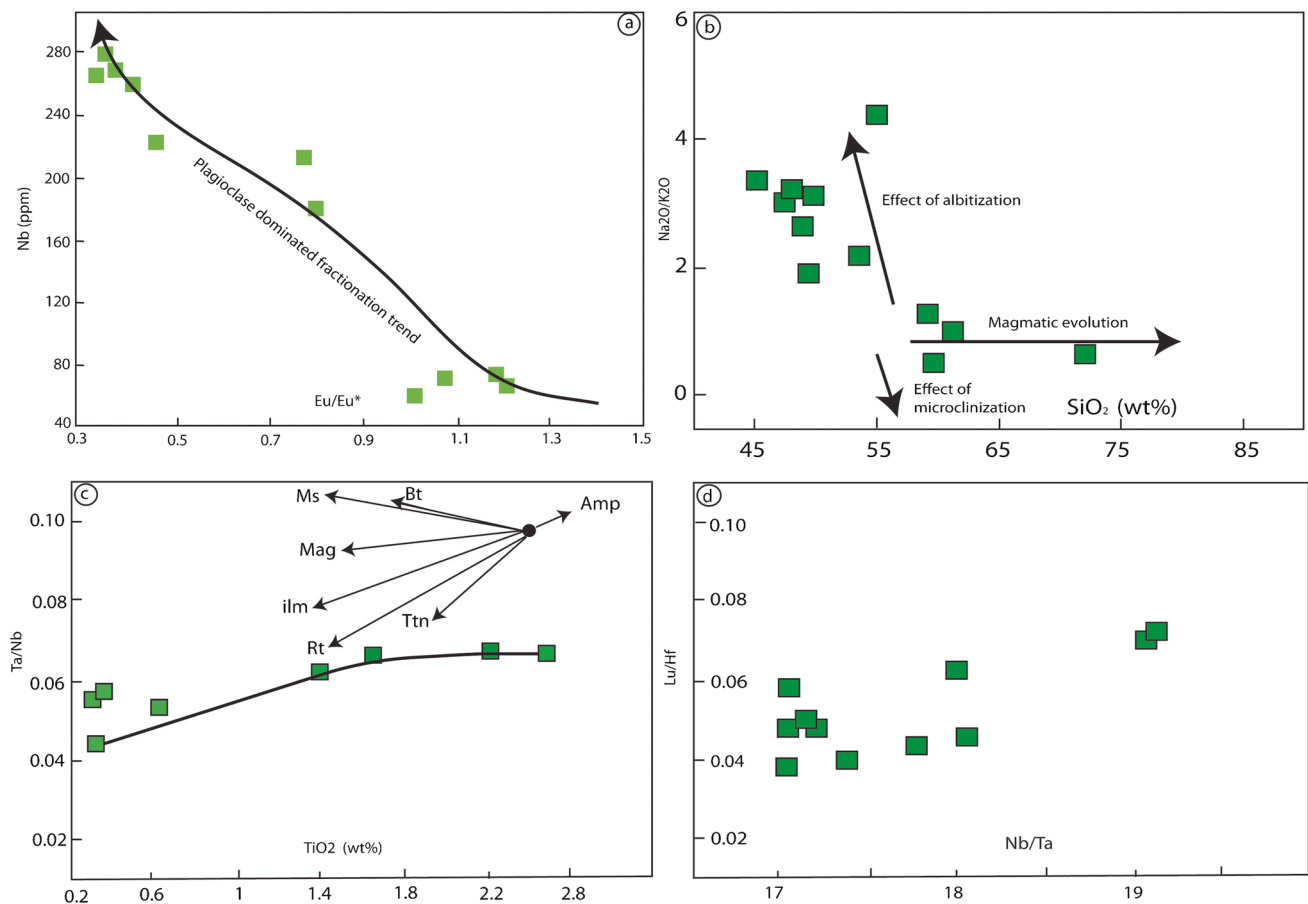 a
280
240
200
160
120
80
40
Nb (ppm)
Plagioclase dominated fractionation trend
Eu/Eu*
0.3
0.5
0.7
0.9
1.1
1.3
1.5
b
6
4
2
0
Na2O/K2O
Effect of albitization
Magmatic evolution
Effect of
microclinization
SiO₂ (wt%)
45
55
65
75
85
c
Ms
Bt
Amp
Mag
ilm
Ttn
Rt
0.10
0.08
0.06
0.04
0.02
Ta/Nb
TiO2 (wt%)
0.2
0.6
1
1.4
1.8
2.2
2.8
d
0.10
0.08
0.06
0.04
0.02
Lu/Hf
Nb/Ta
17
18
19